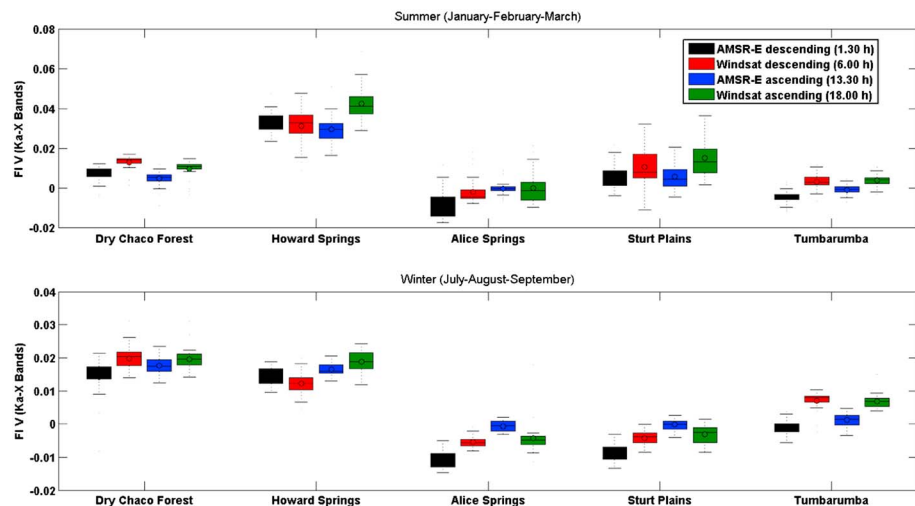 Summer (January-February-March)
0.08
0.06
0.04
0.02
0
-0.02
FI V (Ka-X Bands)
AMSR-E descending (1.30 h)
Windsat descending (6.00 h)
AMSR-E ascending (13.30 h)
Windsat ascending (18.00 h)
Dry Chaco Forest Howard Springs Alice Springs Sturt Plains Tumbarumba
Winter (July-August-September)
0.04
0.03
0.02
0.01
0
-0.01
-0.02
FI V (Ka-X Bands)
Dry Chaco Forest Howard Springs Alice Springs Sturt Plains Tumbarumba